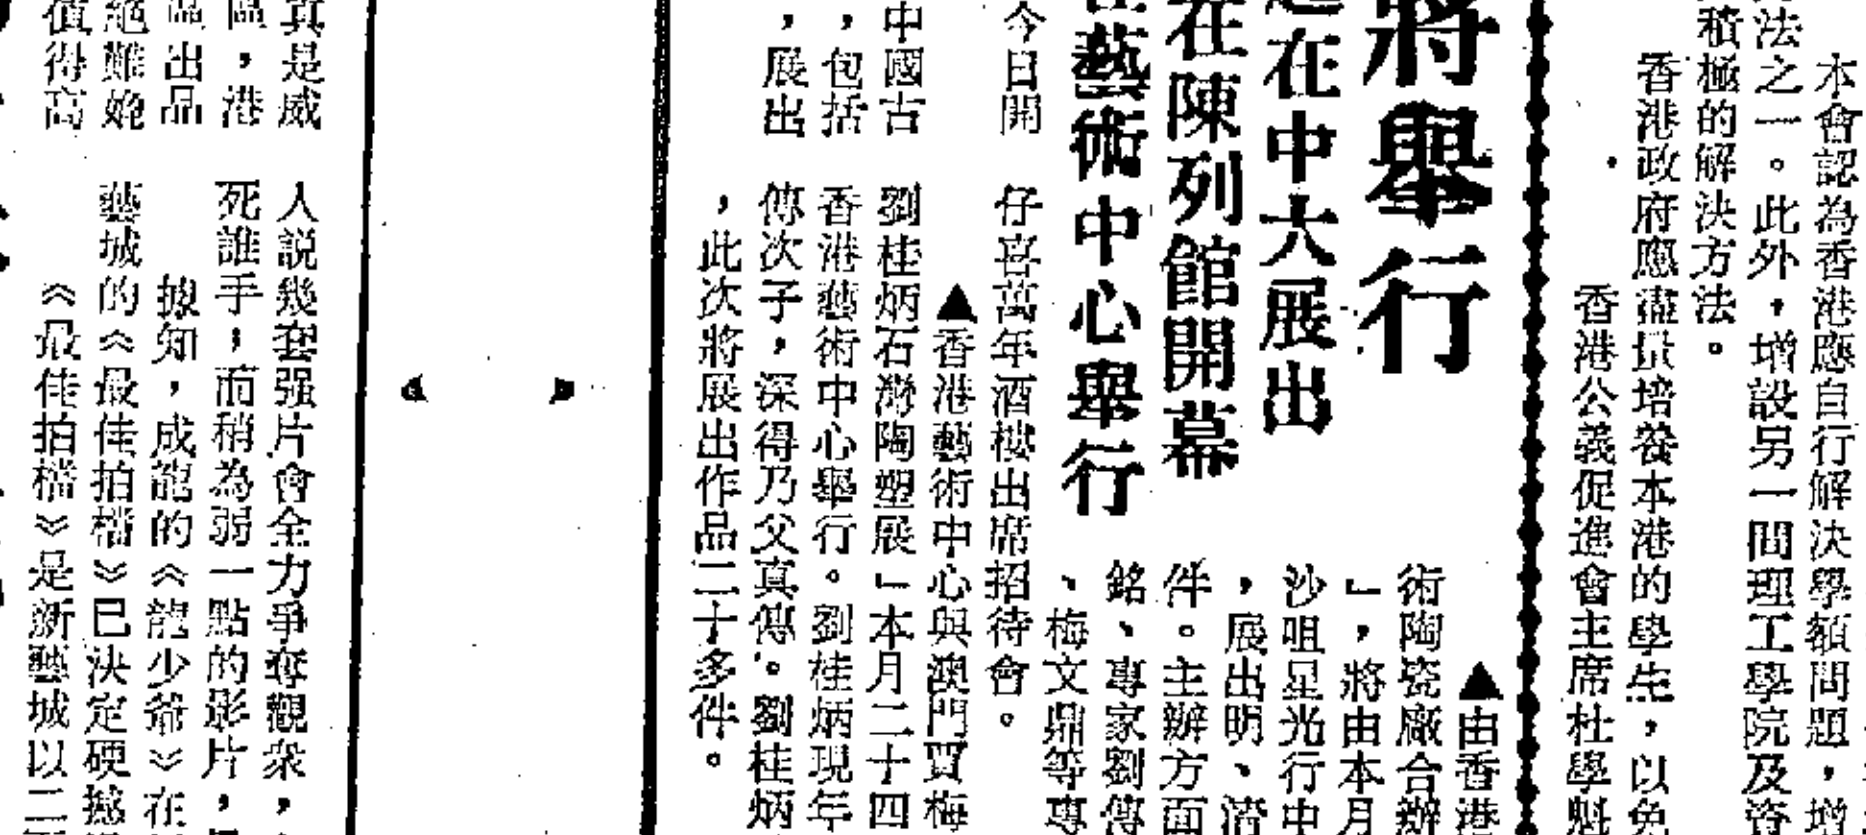 本會認為香港應自行解決學額問題，增
法之一。此外，增設另一間理工學院及資
積極的解決方法。
香港政府應盡量培養本港的學生，以免
香港公義促進會主席杜學魁
將舉行
在中大展出
在陳列館開幕
藝術中心舉行
▲由香港
術陶瓷廠合辦
」，將由本月
沙咀星光行中
，展出明、清
件。主辦方面
銘、專家劉傳
、梅文鼎等專
今日開
仔喜萬年酒樓出席招待會。
▲香港藝術中心與澳門賈梅
劉桂炳石灣陶塑展」本月二十四
香港藝術中心舉行。劉桂炳現年
傳次子，深得乃父真傳。劉桂炳
，此次將展出作品二十多件。
中國古
，包括
，展出
真是威
區，港
區出品
絕難娩
值得高
人説幾套强片會全力爭奪觀衆，
死誰手，而稍為弱一點的影片，
據知，成龍的《龍少爺》在
藝城的《最佳拍檔》已決定硬撼
《最佳拍檔》是新藝城以二